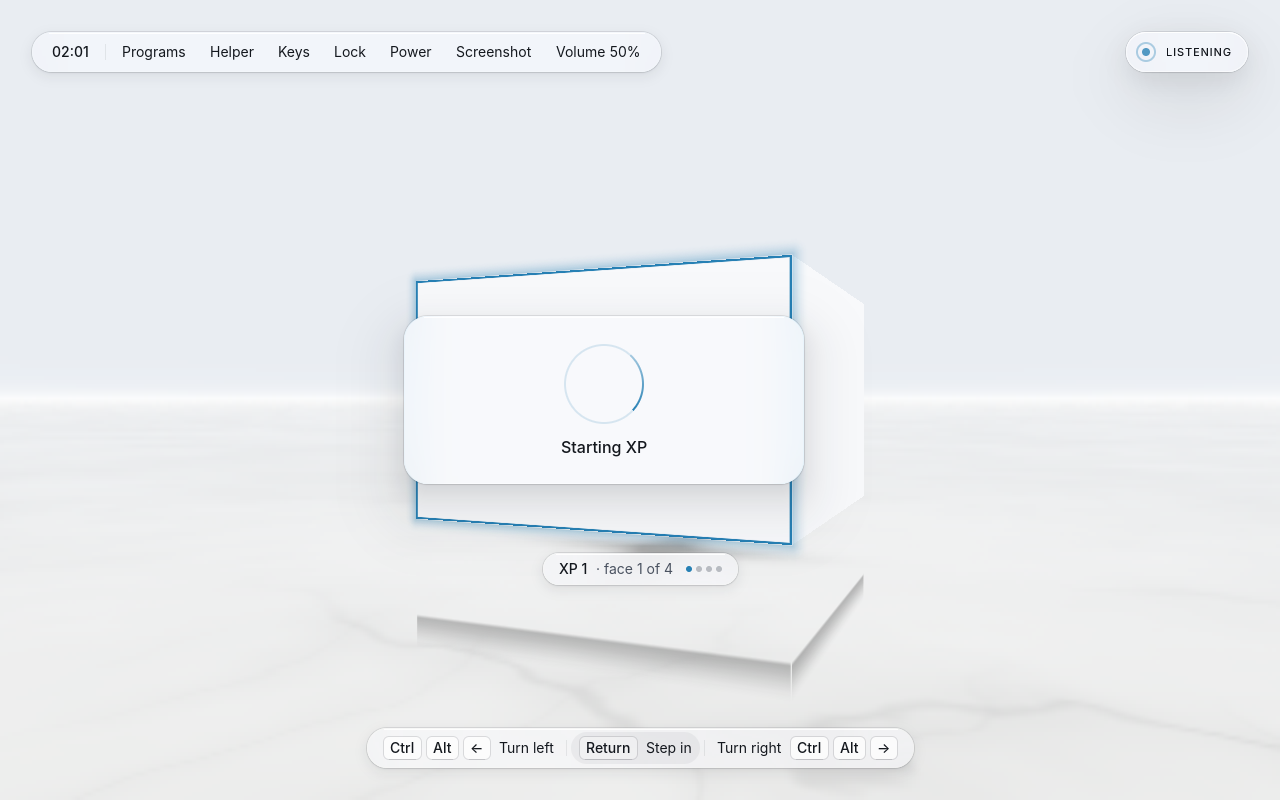 02:01 Programs Helper Keys Lock Power Screenshot Volume 50%
LISTENING
Starting XP
XP 1 · face 1 of 4
Ctrl Alt ← Turn left Return Step in Turn right Ctrl Alt →